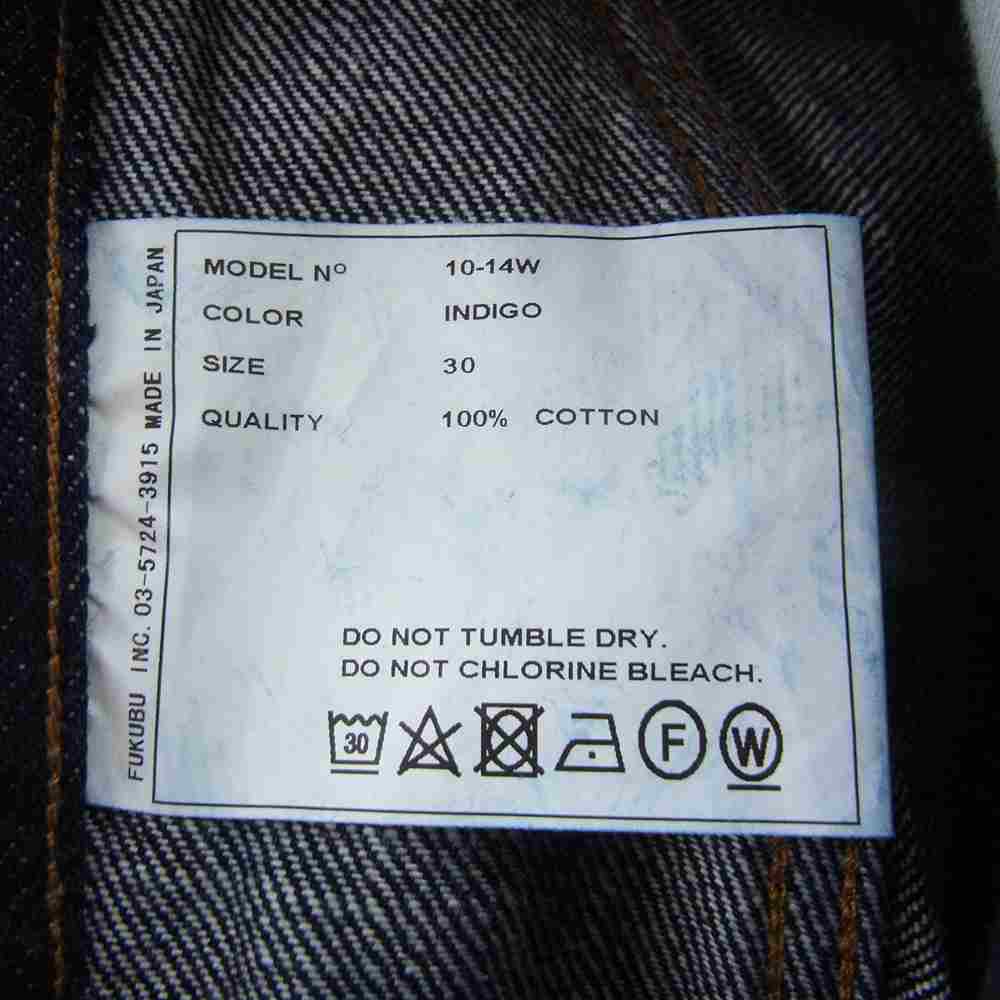 MODEL Nº 10-14W
COLOR INDIGO
SIZE 30
QUALITY 100% COTTON
DO NOT TUMBLE DRY.
DO NOT CHLORINE BLEACH.
30 F W
FUKUBU INC. 03-5724-3915 MADE IN JAPAN